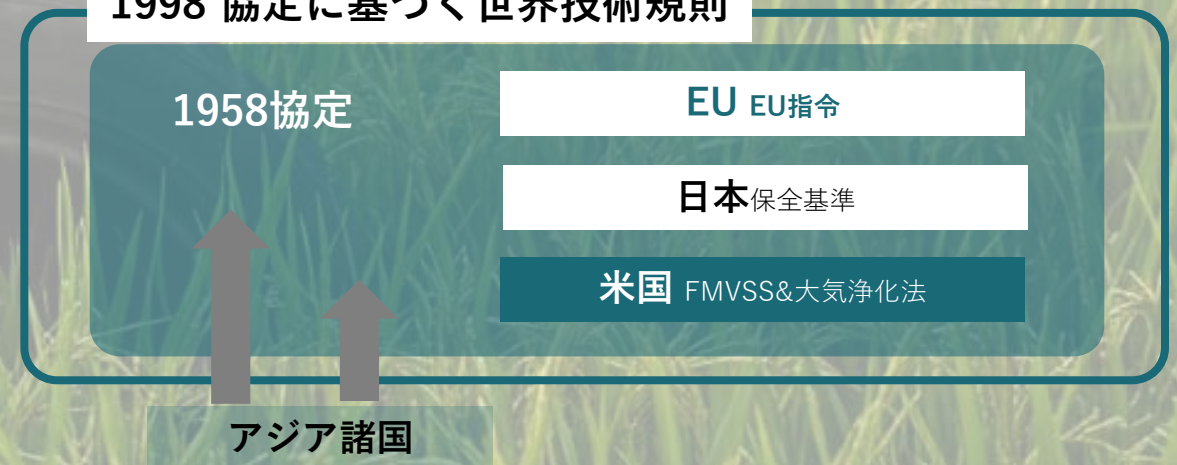 1998 協定に基づく世界技術規則
1958協定
EU EU指令
日本保全基準
米国 FMVSS&大気浄化法
アジア諸国